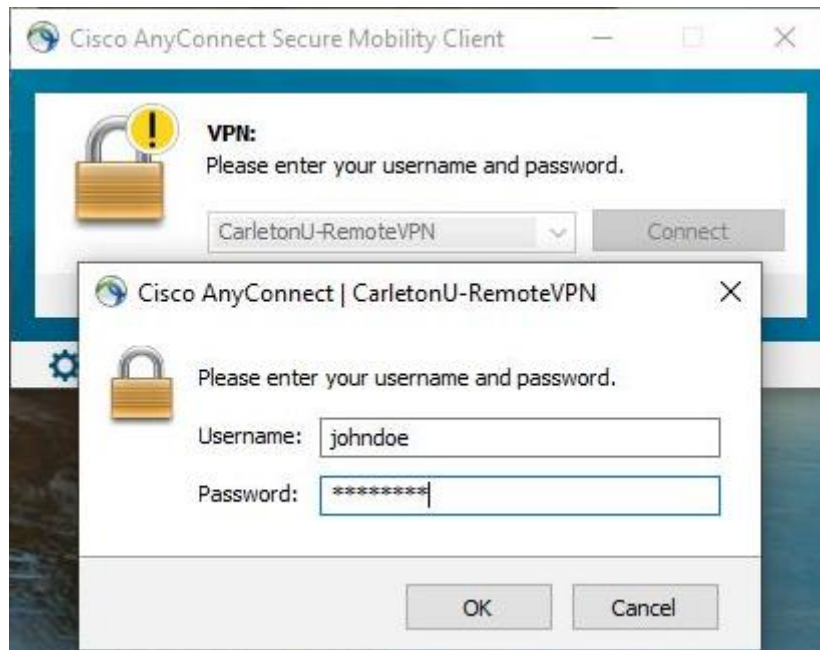 Cisco AnyConnect Secure Mobility Client
VPN:
Please enter your username and password.
CarletonU-RemoteVPN
Connect
Cisco AnyConnect | CarletonU-RemoteVPN
Please enter your username and password.
Username: johndoe
Password: ********
OK Cancel